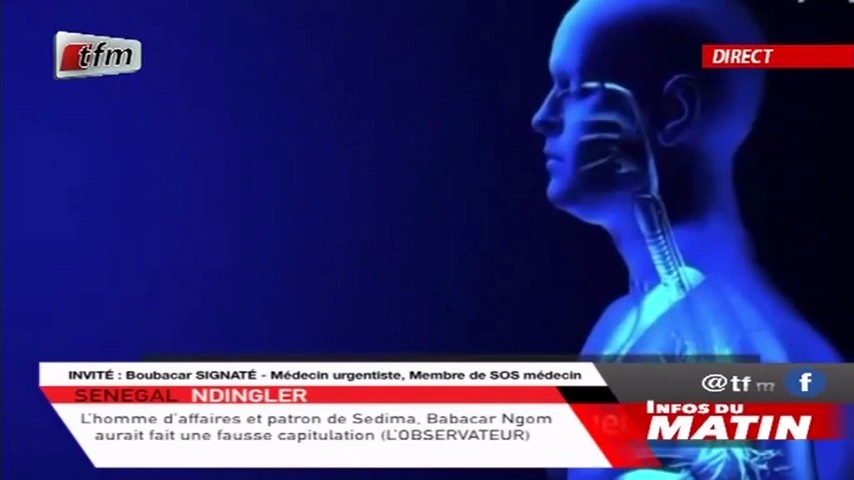 tfm
DIRECT
INVITÉ : Boubacar SIGNATÉ - Médecin urgentiste, Membre de SOS médecin
SENEGAL NDINGLER
L'homme d'affaires et patron de Sedima, Babacar Ngom
aurait fait une fausse capitulation (L'OBSERVATEUR)
@tfm
f
INFOS DU
MATIN